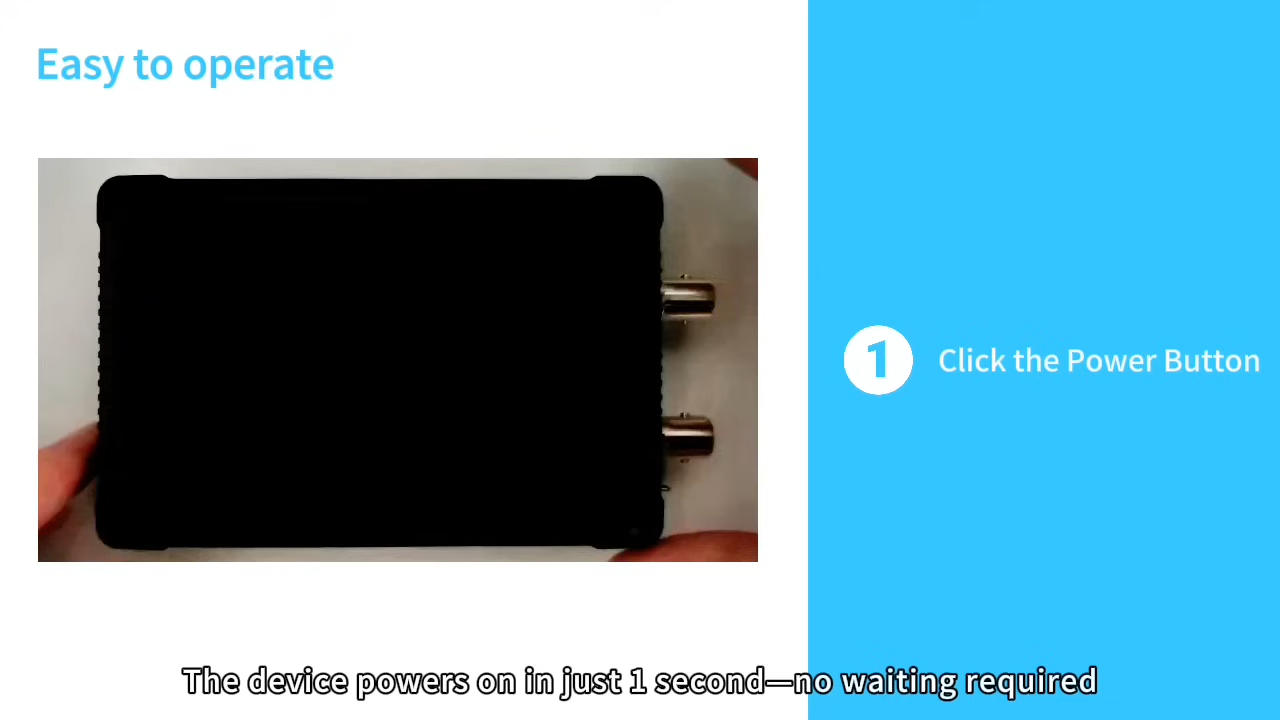 Easy to operate
1 Click the Power Button
The device powers on in just 1 second—no waiting required